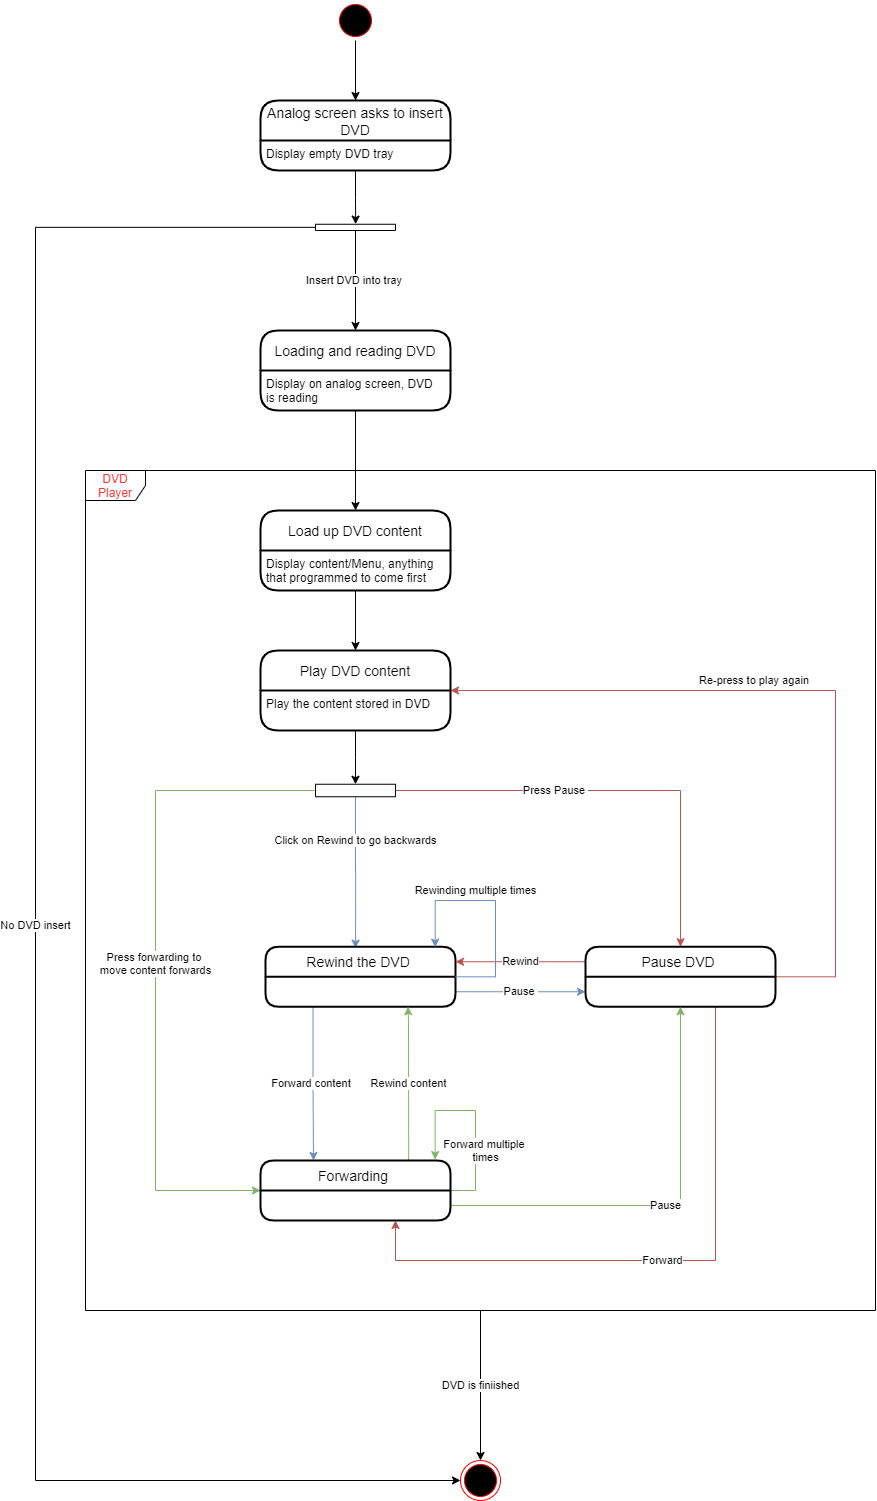 Analog screen asks to insert
DVD
Display empty DVD tray
Insert DVD into tray
Loading and reading DVD
Display on analog screen, DVD
is reading
DVD
Player
Load up DVD content
Display content/Menu, anything
that programmed to come first
Play DVD content
Play the content stored in DVD
Re-press to play again
Press Pause
Click on Rewind to go backwards
Rewinding multiple times
No DVD insert
Press forwarding to
move content forwards
Rewind the DVD
Rewind
Pause DVD
Pause
Forward content
Rewind content
Forward multiple
times
Forwarding
Pause
Forward
DVD is finiished